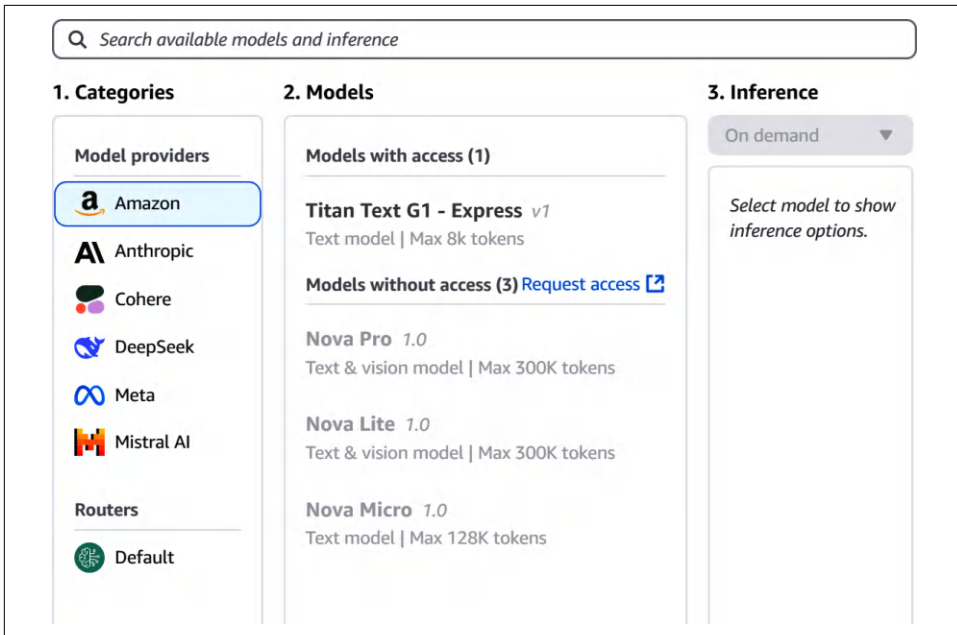 Search available models and inference
1. Categories
Model providers
Amazon
Anthropic
Cohere
DeepSeek
Meta
Mistral AI
Routers
Default
2. Models
Models with access (1)
Titan Text G1 - Express v1
Text model | Max 8k tokens
Models without access (3) Request access
Nova Pro 1.0
Text & vision model | Max 300K tokens
Nova Lite 1.0
Text & vision model | Max 300K tokens
Nova Micro 1.0
Text model | Max 128K tokens
3. Inference
On demand
Select model to show
inference options.